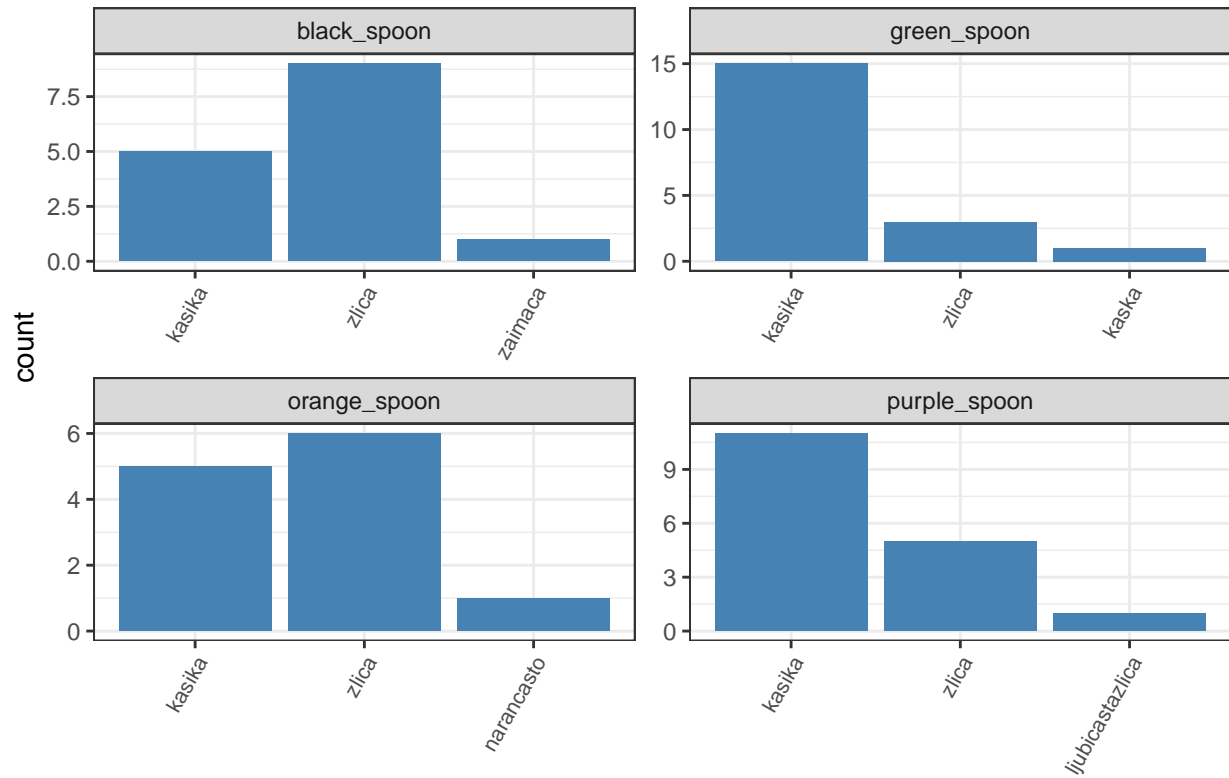 black_spoon
7.5
5.0
2.5
0.0
kasika
zlica
zaimaca
green_spoon
15
10
5
0
kasika
zlica
kaska
count
orange_spoon
6
4
2
0
kasika
zlica
narancasto
purple_spoon
9
6
3
0
kasika
zlica
ljubicastazlica